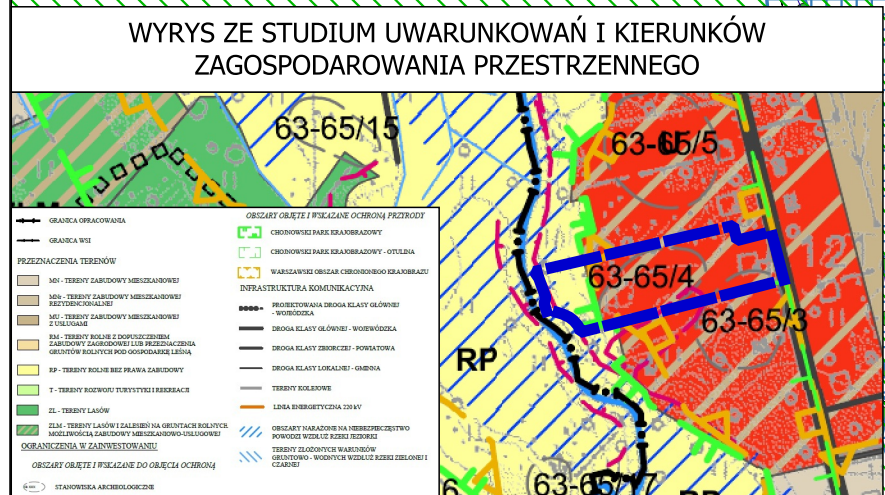 WYRYS ZE STUDIUM UWARUNKOWAŃ I KIERUNKÓW
ZAGOSPODAROWANIA PRZESTRZENNEGO
63-65/15
63-65/5
63-65/4
63-65/3
RP
GRANICA OPRACOWANIA
GRANICA WSI
PRZEZNACZENIA TERENÓW
MN - TERENY ZABUDOWY MIESZKANIOWEJ
MNr - TERENY ZABUDOWY MIESZKANIOWEJ
REZYDENCJONALNEJ
MU - TERENY ZABUDOWY MIESZKANIOWEJ
Z USŁUGAMI
RM - TERENY ROLNE Z DOPUSZCZENIEM
ZABUDOWY ZAGRODOWEJ LUB PRZEZNACZENIA
GRUNTÓW ROLNYCH POD GOSPODARKĘ LEŚNĄ
RP - TERENY ROLNE BEZ PRAWA ZABUDOWY
T - TERENY ROZWOJU TURYSTYKI I REKREACJI
ZL - TERENY LASÓW
ZLM - TERENY LASÓW I ZALESIEŃ NA GRUNTACH ROLNYCH
MOŻLIWOŚCIĄ ZABUDOWY MIESZKANIOWO-USŁUGOWEJ
OGRANICZENIA W ZAINWESTOWANIU
OBSZARY OBJĘTE I WSKAZANE DO OBJĘCIA OCHRONĄ
STANOWISKA ARCHEOLOGICZNE
OBSZARY OBJĘTE I WSKAZANE OCHRONĄ PRZYRODY
CHOJNOWSKI PARK KRAJOBRAZOWY
CHOJNOWSKI PARK KRAJOBRAZOWY - OTULINA
WARSZAWSKI OBSZAR CHRONIONEGO KRAJOBRAZU
INFRASTRUKTURA KOMUNIKACYJNA
PROJEKTOWANA DROGA KLASY GŁÓWNEJ
- WOJEWÓDZKA
DROGA KLASY GŁÓWNEJ - WOJEWÓDZKA
DROGA KLASY ZBIORCZEJ - POWIATOWA
DROGA KLASY LOKALNEJ - GMINNA
TERENY KOLEJOWE
LINIA ENERGETYCZNA 220 kV
OBSZARY NARAŻONE NA NIEBEZPIECZEŃSTWO
POWODZI WZDŁUŻ RZEKI JEZIORKI
TERENY ZŁOŻONYCH WARUNKÓW
GRUNTOWO - WODNYCH WZDŁUŻ RZEKI ZIELONEJ I
CZARNEJ